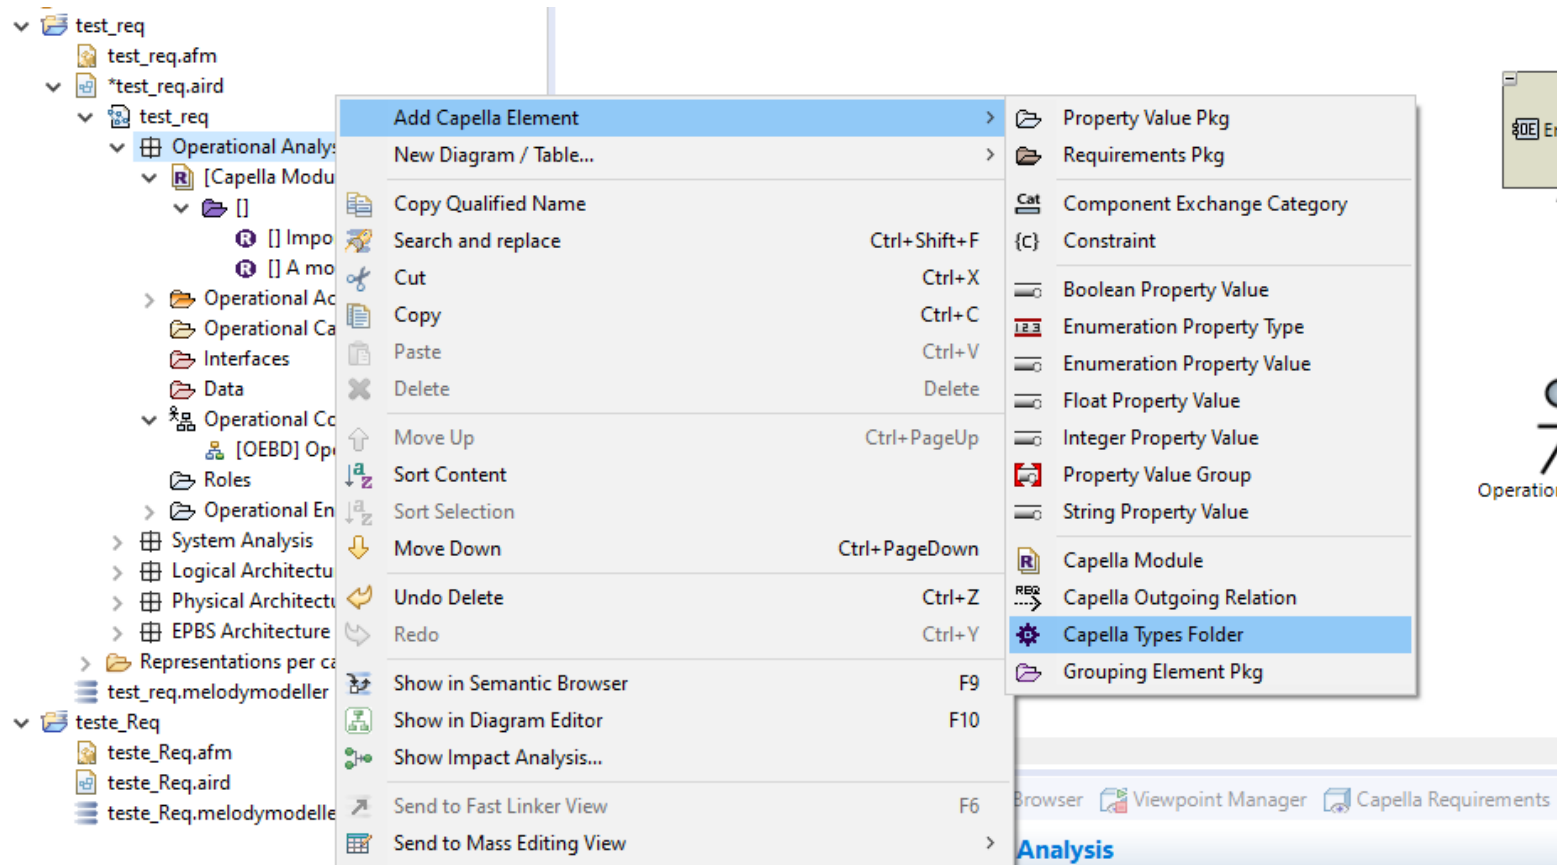 test_req
test_req.afm
*test_req.aird
test_req
Operational Analys
[Capella Modu
[]
[] Impo
[] A mo
Operational Ac
Operational Ca
Interfaces
Data
Operational Co
[OEBD] Ope
Roles
Operational En
System Analysis
Logical Architectu
Physical Architectu
EPBS Architecture
Representations per ca
test_req.melodymodeller
teste_Req
teste_Req.afm
teste_Req.aird
teste_Req.melodymodelle
Add Capella Element
New Diagram / Table...
Copy Qualified Name
Search and replace Ctrl+Shift+F
Cut Ctrl+X
Copy Ctrl+C
Paste Ctrl+V
Delete Delete
Move Up Ctrl+PageUp
Sort Content
Sort Selection
Move Down Ctrl+PageDown
Undo Delete Ctrl+Z
Redo Ctrl+Y
Show in Semantic Browser F9
Show in Diagram Editor F10
Show Impact Analysis...
Send to Fast Linker View F6
Send to Mass Editing View
Property Value Pkg
Requirements Pkg
Cat Component Exchange Category
{c} Constraint
Boolean Property Value
1 2 3 Enumeration Property Type
Enumeration Property Value
Float Property Value
Integer Property Value
Property Value Group
String Property Value
Capella Module
REQ Capella Outgoing Relation
Capella Types Folder
Grouping Element Pkg
OE En
Operation
Browser Viewpoint Manager Capella Requirements
Analysis